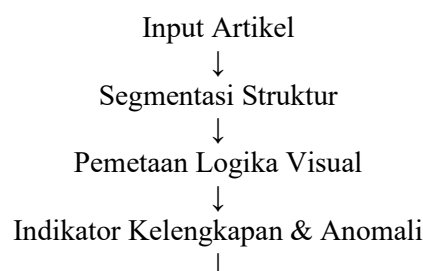 Input Artikel
↓
Segmentasi Struktur
↓
Pemetaan Logika Visual
↓
Indikator Kelengkapan & Anomali